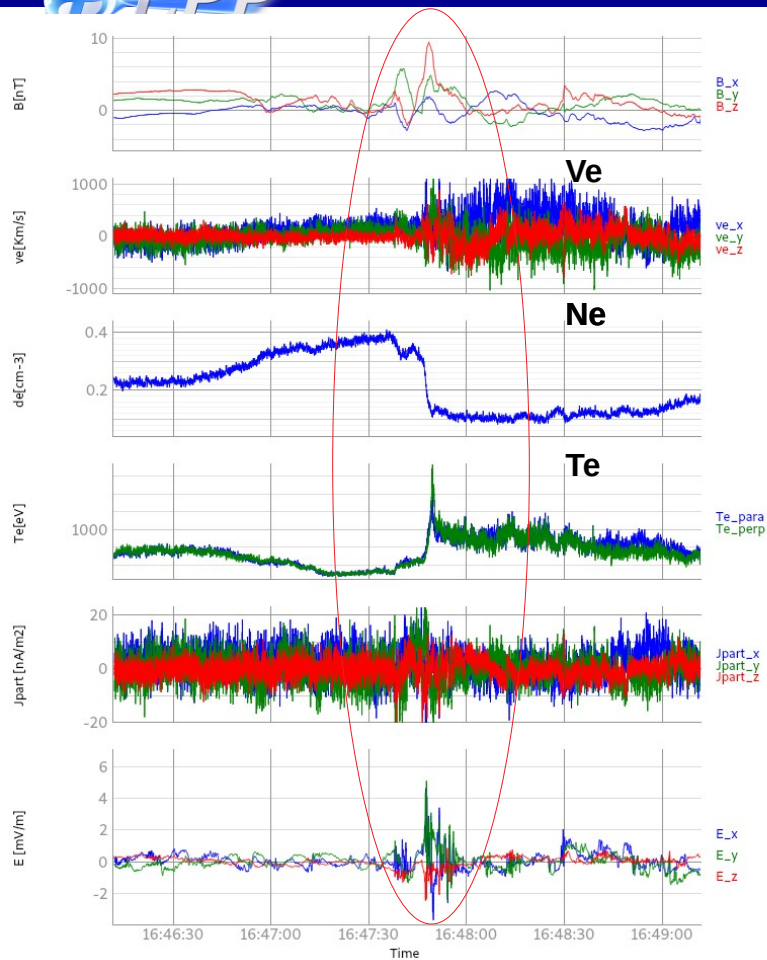 10
0
B[nT]
B_x
B_y
B_z
Ve
1000
0
-1000
ve[Km/s]
ve_x
ve_y
ve_z
Ne
0.4
0.2
de[cm-3]
Te
1000
Te[eV]
Te_para
Te_perp
20
0
-20
Jpart [nA/m2]
Jpart_x
Jpart_y
Jpart_z
6
4
2
0
-2
E [mV/m]
E_x
E_y
E_z
16:46:30 16:47:00 16:47:30 16:48:00 16:48:30 16:49:00
Time